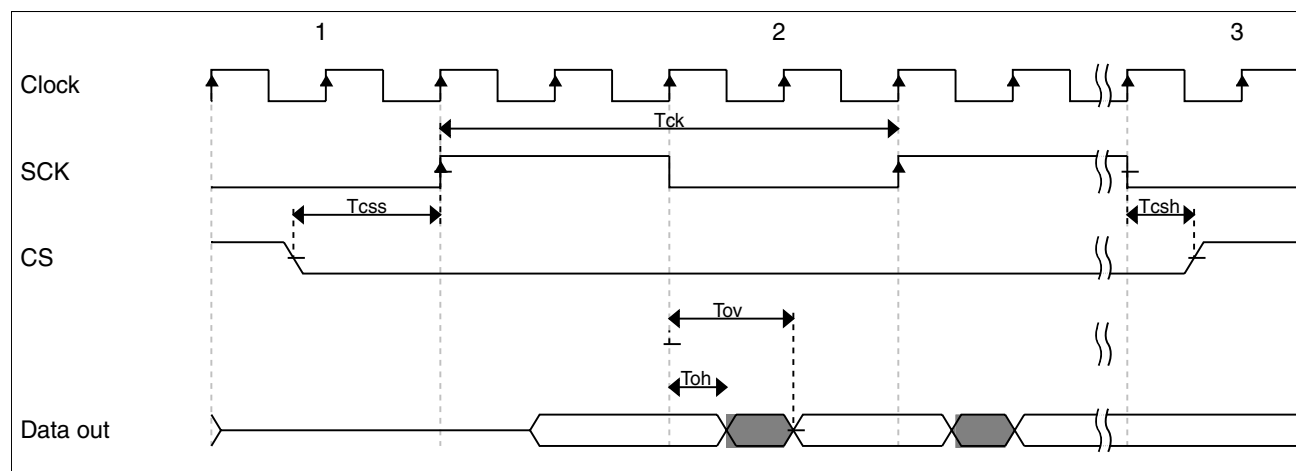 1 2 3
Clock
Tck
SCK
Tcss Tcsh
CS
Tov
Toh
Data out